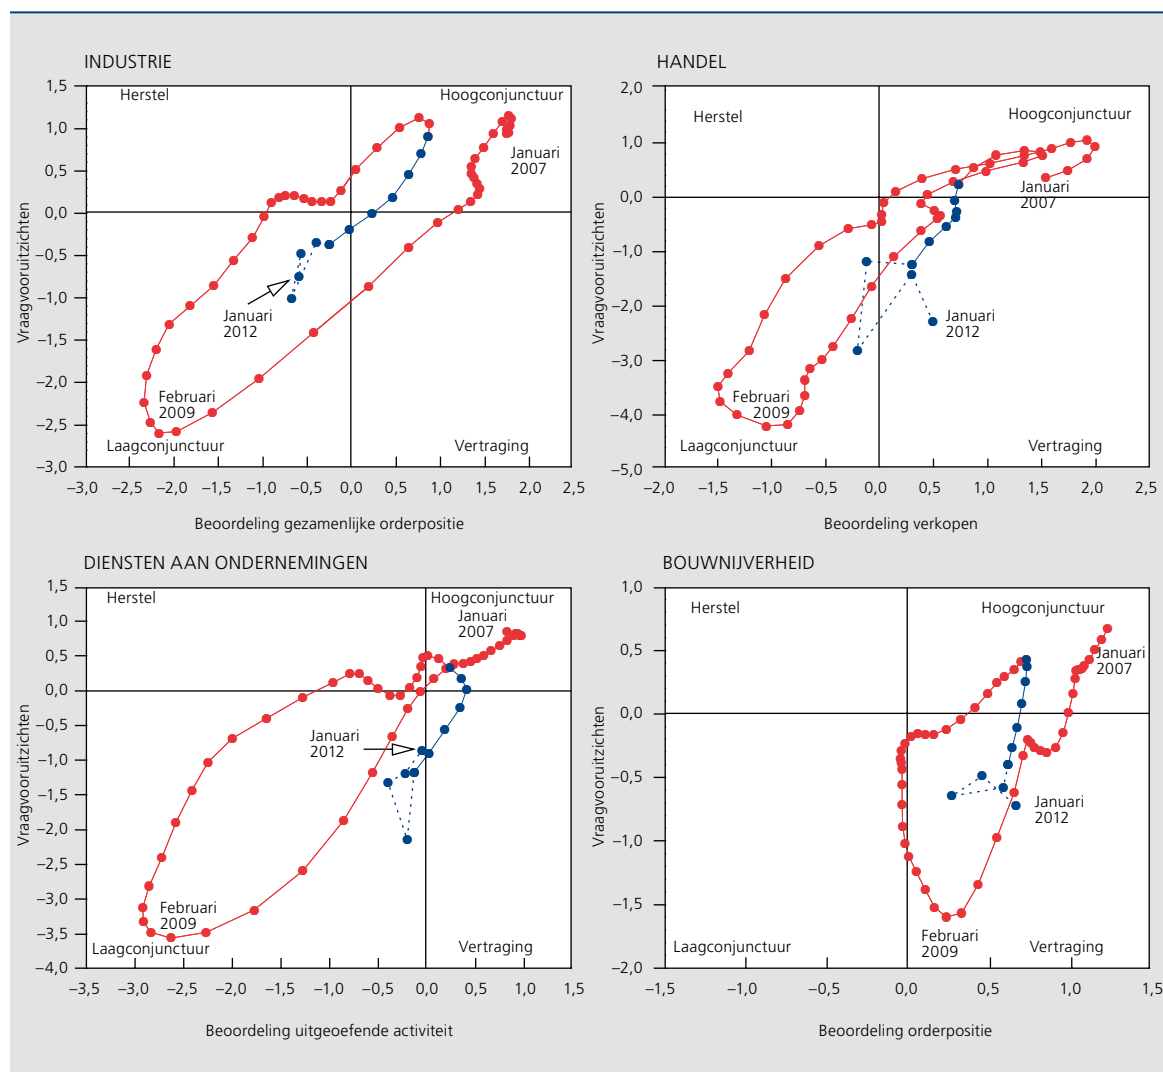 INDUSTRIE
1,5
1,0
0,5
0,0
–0,5
–1,0
–1,5
–2,0
–2,5
–3,0
Vraagvooruitzichten
Herstel
Hoogconjunctuur
Januari
2007
Januari
2012
Februari
2009
Laagconjunctuur
Vertraging
–3,0 –2,5 –2,0 –1,5 –1,0 –0,5 0,0 0,5 1,0 1,5 2,0 2,5
Beoordeling gezamenlijke orderpositie
HANDEL
2,0
1,0
0,0
–1,0
–2,0
–3,0
–4,0
–5,0
Vraagvooruitzichten
Herstel
Hoogconjunctuur
Januari
2007
Januari
2012
Februari
2009
Laagconjunctuur
Vertraging
–2,0 –1,5 –1,0 –0,5 0,0 0,5 1,0 1,5 2,0 2,5
Beoordeling verkopen
DIENSTEN AAN ONDERNEMINGEN
1,5
1,0
0,5
0,0
–0,5
–1,0
–1,5
–2,0
–2,5
–3,0
–3,5
–4,0
Vraagvooruitzichten
Herstel
Hoogconjunctuur
Januari
2007
Januari
2012
Februari
2009
Laagconjunctuur
Vertraging
–3,5 –3,0 –2,5 –2,0 –1,5 –1,0 –0,5 0,0 0,5 1,0 1,5
Beoordeling uitgeoefende activiteit
BOUWNIJVERHEID
1,0
0,5
0,0
–0,5
–1,0
–1,5
–2,0
Vraagvooruitzichten
Herstel
Hoogconjunctuur
Januari
2007
Januari
2012
Februari
2009
Laagconjunctuur
Vertraging
–1,5 –1,0 0,0 0,5 1,0 1,5
Beoordeling orderpositie